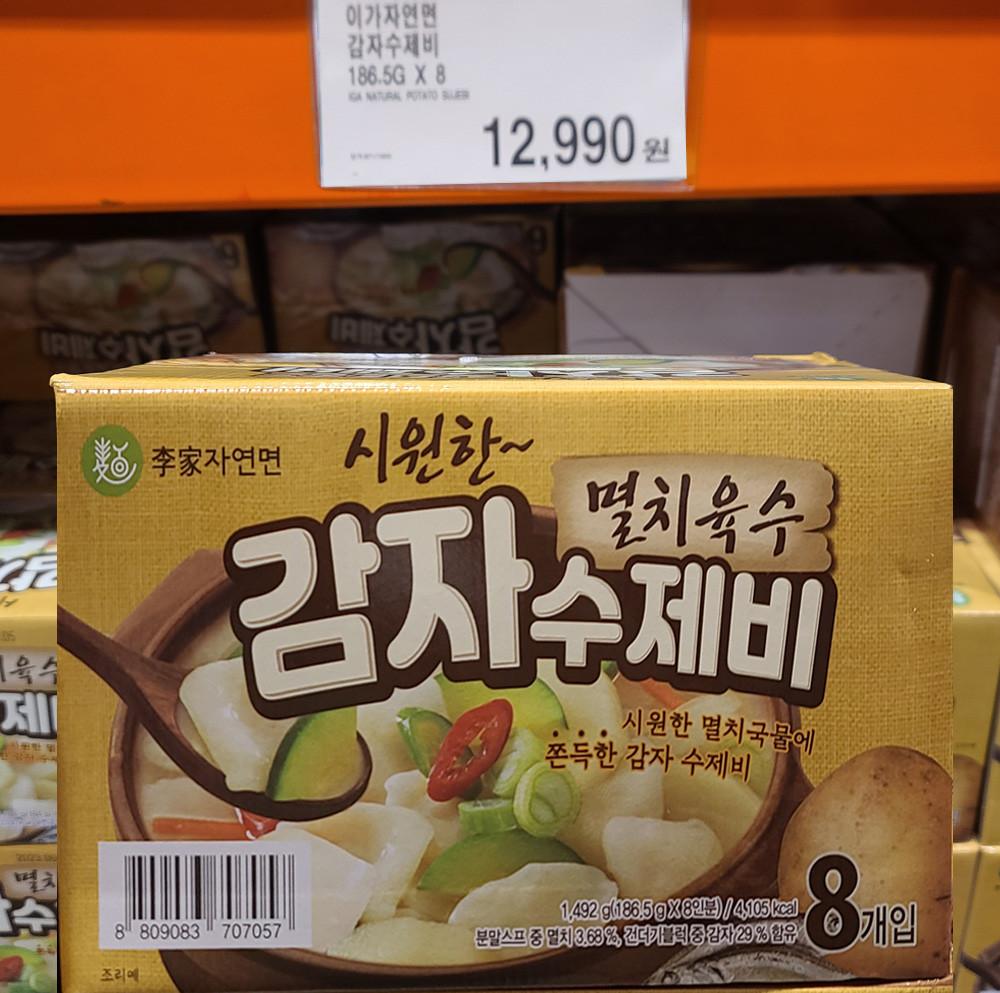 이가자연면
감자수제비
186.5G X 8
IGA NATURAL POTATO SUJEBI
12,990원
李家자연면
시원한~
멸치육수
감자수제비
시원한 멸치국물에
쫀득한 감자 수제비
1,492 g(186.5 g X 8인분) / 4,105 kcal
분말스프 중 멸치 3.68 %, 건더기블럭 중 감자 29 % 함유
8개입
8 809083 707057
조리예